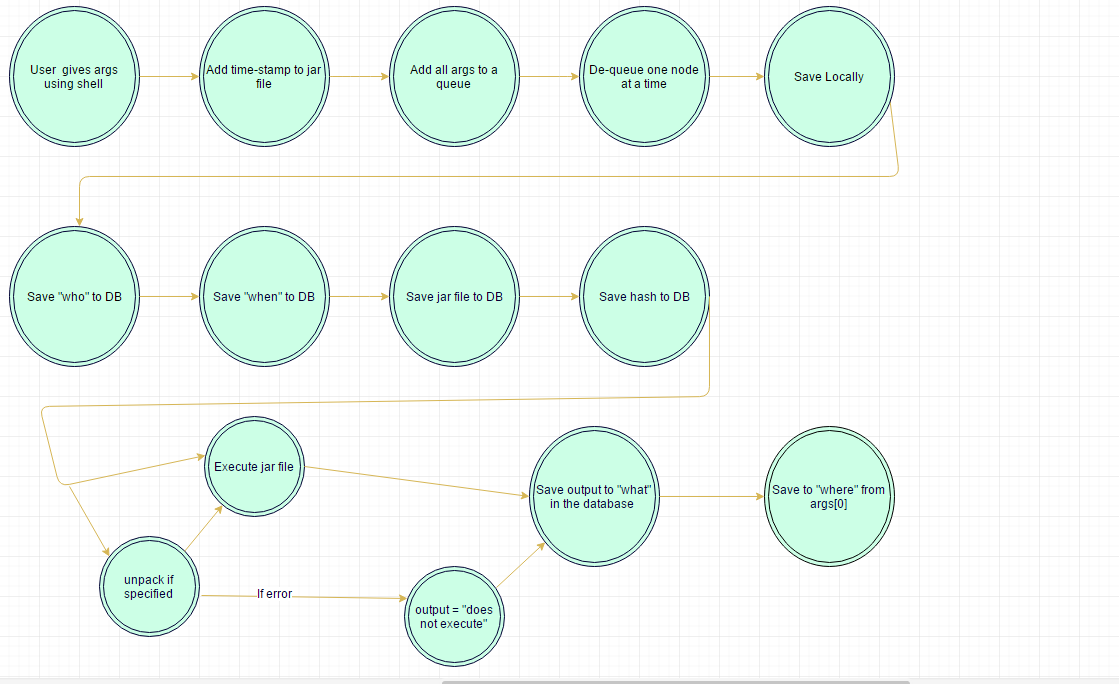 User  gives args
using shell
Add time-stamp to jar
file
Add all args to a
queue
De-queue one node
at a time
Save Locally
Save "who" to DB
Save "when" to DB
Save jar file to DB
Save hash to DB
Execute jar file
Save output to "what"
in the database
Save to "where" from
args[0]
unpack if
specified
If error
output = "does
not execute"